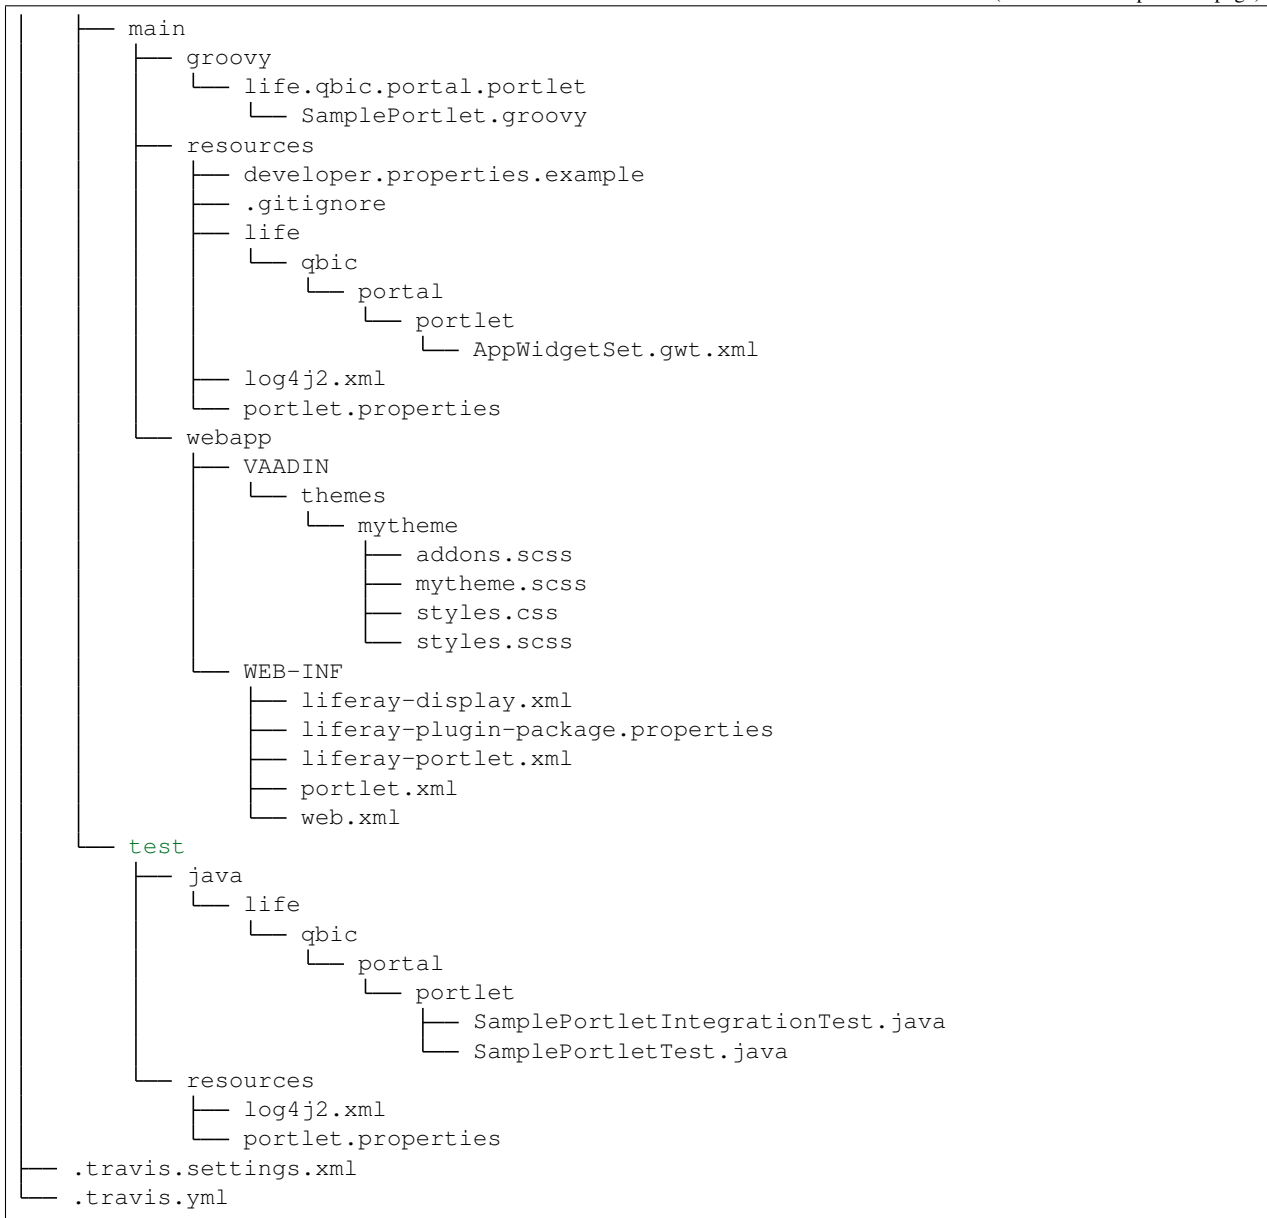 ├── main
│   ├── groovy
│   │   └── life.qbic.portal.portlet
│   │       └── SamplePortlet.groovy
│   ├── resources
│   │   ├── developer.properties.example
│   │   ├── .gitignore
│   │   ├── life
│   │   │   └── qbic
│   │   │       └── portal
│   │   │           └── portlet
│   │   │               └── AppWidgetSet.gwt.xml
│   │   ├── log4j2.xml
│   │   └── portlet.properties
│   └── webapp
│       ├── VAADIN
│       │   └── themes
│       │       └── mytheme
│       │           ├── addons.scss
│       │           ├── mytheme.scss
│       │           ├── styles.css
│       │           └── styles.scss
│       └── WEB-INF
│           ├── liferay-display.xml
│           ├── liferay-plugin-package.properties
│           ├── liferay-portlet.xml
│           ├── portlet.xml
│           └── web.xml
└── test
    ├── java
    │   └── life
    │       └── qbic
    │           └── portal
    │               └── portlet
    │                   ├── SamplePortletIntegrationTest.java
    │                   └── SamplePortletTest.java
    └── resources
        ├── log4j2.xml
        └── portlet.properties
├── .travis.settings.xml
└── .travis.yml